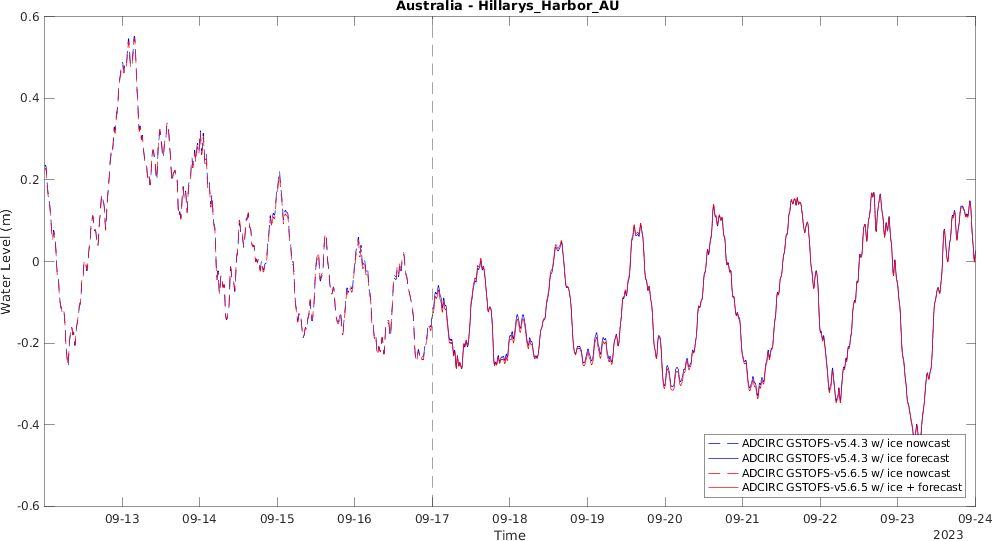 Australia - Hillarys_Harbor_AU
Water Level (m)
0.6
0.4
0.2
0
-0.2
-0.4
-0.6
09-13
09-14
09-15
09-16
09-17
09-18
09-19
09-20
09-21
09-22
09-23
09-24
Time
2023
ADCIRC GSTOFS-v5.4.3 w/ ice nowcast
ADCIRC GSTOFS-v5.4.3 w/ ice forecast
ADCIRC GSTOFS-v5.6.5 w/ ice nowcast
ADCIRC GSTOFS-v5.6.5 w/ ice + forecast